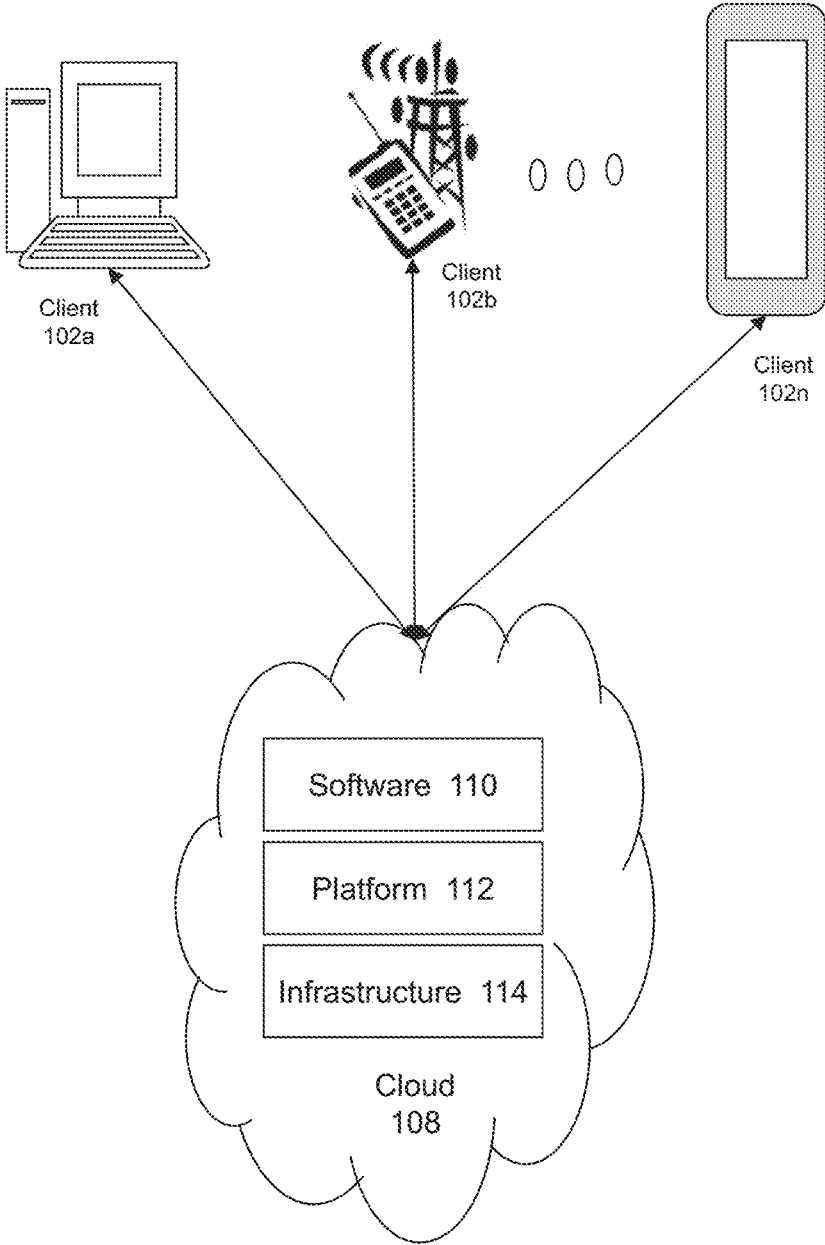 Client
102a
Client
102b
Client
102n
Software 110
Platform 112
Infrastructure 114
Cloud
108